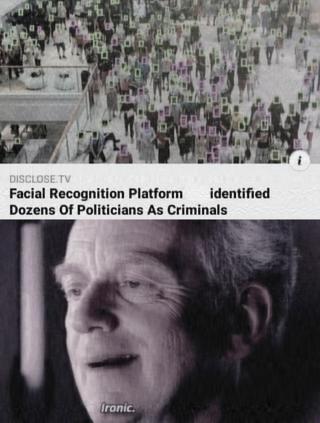 DISCLOSE.TV
Facial Recognition Platform identified
Dozens Of Politicians As Criminals
Ironic.